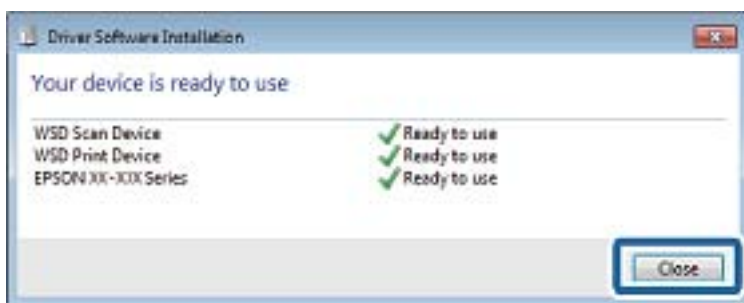 Driver Software Installation
Your device is ready to use
WSD Scan Device Ready to use
WSD Print Device Ready to use
EPSON XX-XXX Series Ready to use
Close